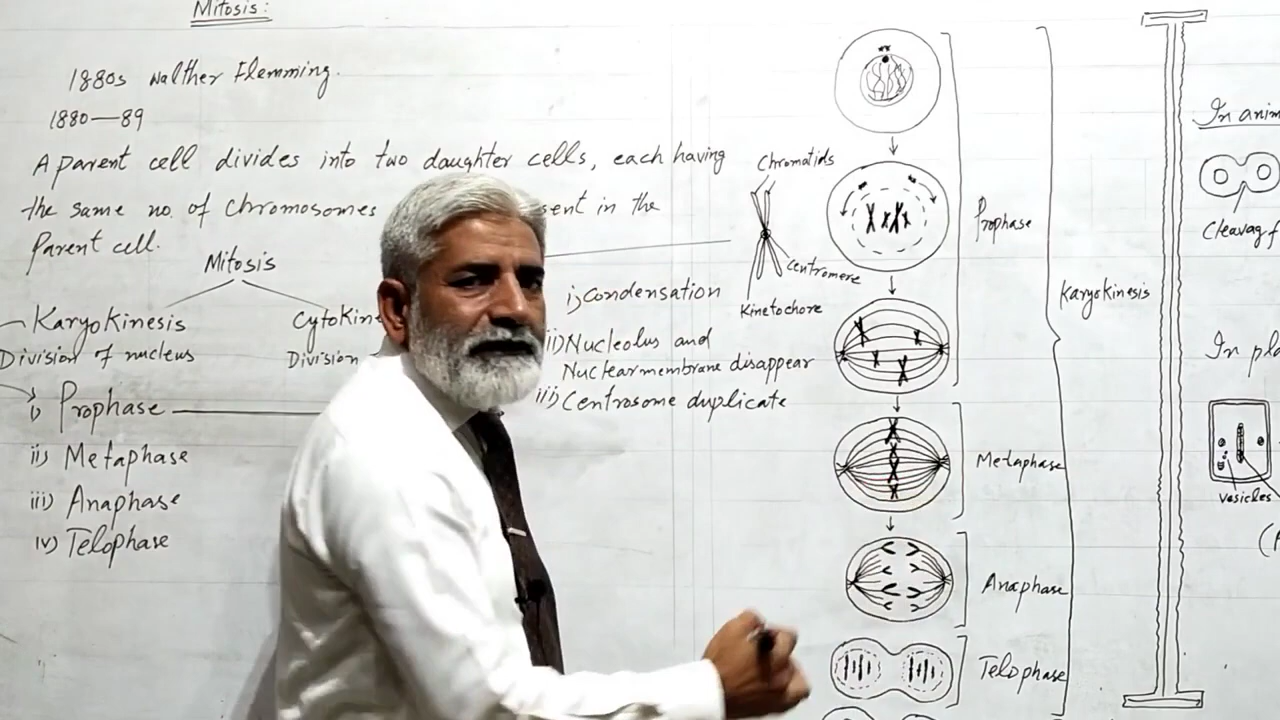 Mitosis:
1880s Walther Flemming.
1880—89
A parent cell divides into two daughter cells, each having
the same no. of chromosomes sent in the
Parent cell.
Mitosis
Karyokinesis
Division of nucleus
Cytokine
Division
i) Prophase
ii) Metaphase
iii) Anaphase
iv) Telophase
i) Condensation
ii) Nucleolus and
Nuclearmembrane disappear
iii) Centrosome duplicate
Chromatids
Centromere
Kinetochore
Prophase
Metaphase
Anaphase
Telophase
Karyokinesis
In anim
Cleavag f
In pla
vesicles